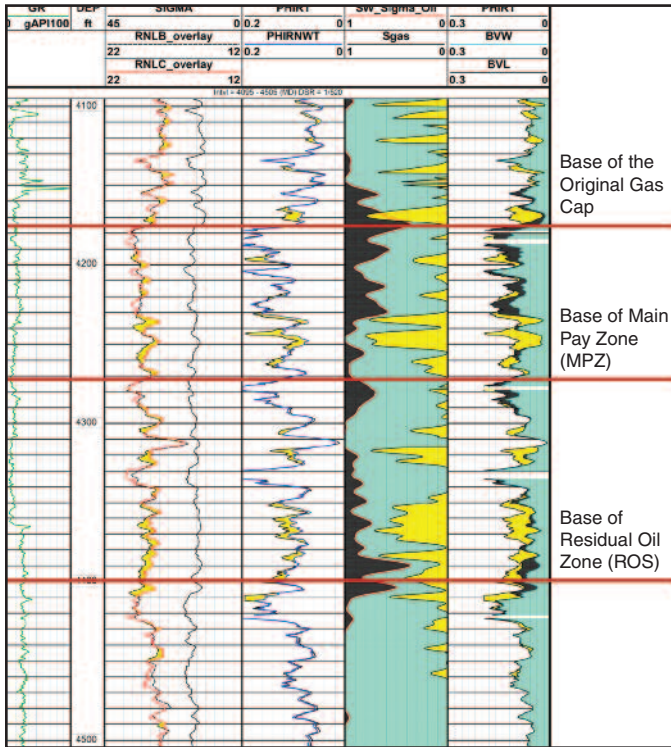 GR DEP SIGMA PHIRT SW_Sigma_Oil PHIRT
gAPI100 ft 45 0 0.2 0 1 0 0.3 0
RNLB_overlay PHIRNWT Sgas BVW
22 12 0.2 0 1 0 0.3 0
RNLC_overlay BVL
22 12 0.3 0
4100
Base of the
Original Gas
Cap
4200
Base of Main
Pay Zone
(MPZ)
4300
Base of
Residual Oil
Zone (ROS)
4500